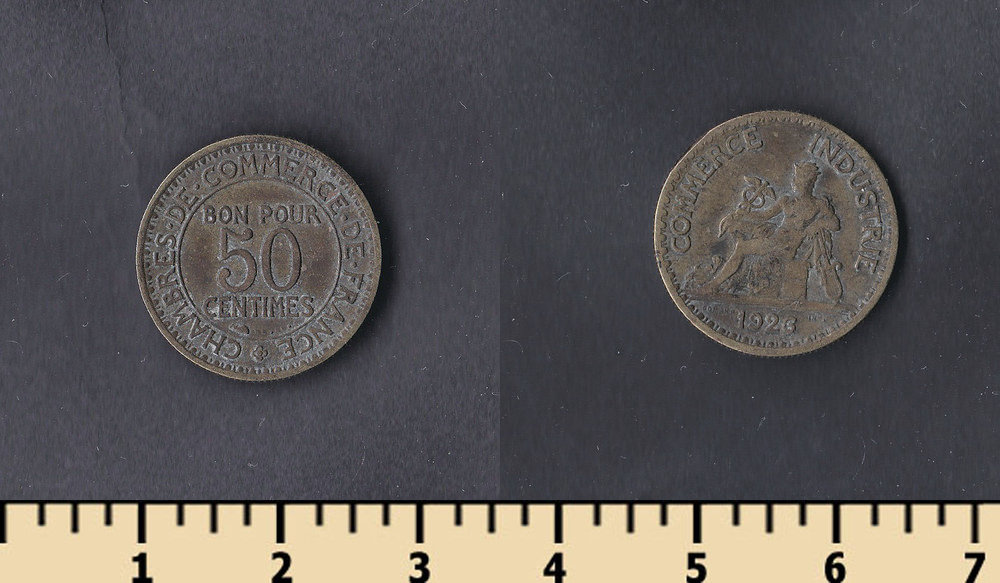 CHAMBRES·DE·COMMERCE·DE·FRANCE
BON POUR
50
CENTIMES
COMMERCE INDUSTRIE
1923
1 2 3 4 5 6 7